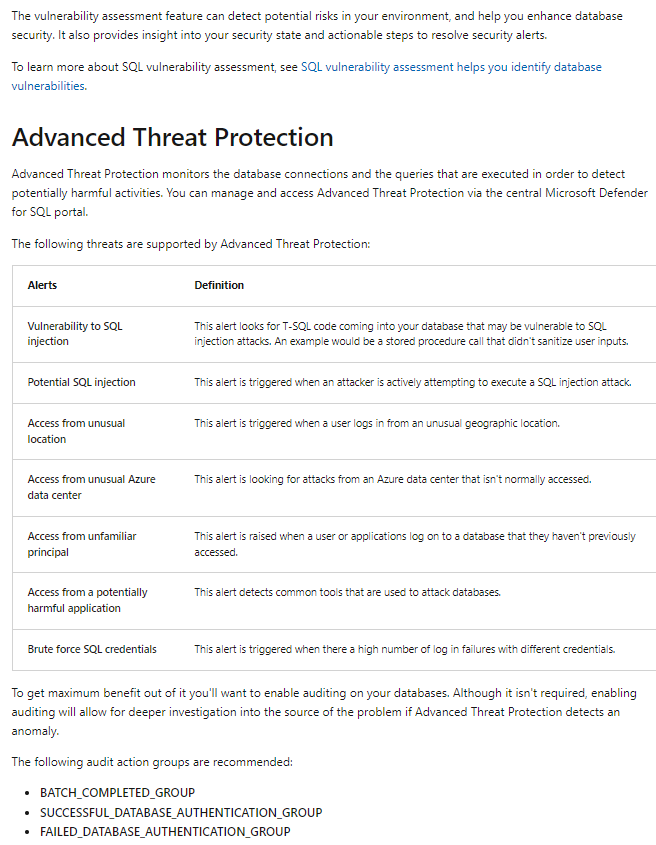 The vulnerability assessment feature can detect potential risks in your environment, and help you enhance database
security. It also provides insight into your security state and actionable steps to resolve security alerts.
To learn more about SQL vulnerability assessment, see SQL vulnerability assessment helps you identify database
vulnerabilities.
Advanced Threat Protection
Advanced Threat Protection monitors the database connections and the queries that are executed in order to detect
potentially harmful activities. You can manage and access Advanced Threat Protection via the central Microsoft Defender
for SQL portal.
The following threats are supported by Advanced Threat Protection:
Alerts Definition
Vulnerability to SQL
injection
This alert looks for T-SQL code coming into your database that may be vulnerable to SQL
injection attacks. An example would be a stored procedure call that didn't sanitize user inputs.
Potential SQL injection
This alert is triggered when an attacker is actively attempting to execute a SQL injection attack.
Access from unusual
location
This alert is triggered when a user logs in from an unusual geographic location.
Access from unusual Azure
data center
This alert is looking for attacks from an Azure data center that isn't normally accessed.
Access from unfamiliar
principal
This alert is raised when a user or applications log on to a database that they haven't previously
accessed.
Access from a potentially
harmful application
This alert detects common tools that are used to attack databases.
Brute force SQL credentials
This alert is triggered when there a high number of log in failures with different credentials.
To get maximum benefit out of it you'll want to enable auditing on your databases. Although it isn't required, enabling
auditing will allow for deeper investigation into the source of the problem if Advanced Threat Protection detects an
anomaly.
The following audit action groups are recommended:
• BATCH_COMPLETED_GROUP
• SUCCESSFUL_DATABASE_AUTHENTICATION_GROUP
• FAILED_DATABASE_AUTHENTICATION_GROUP